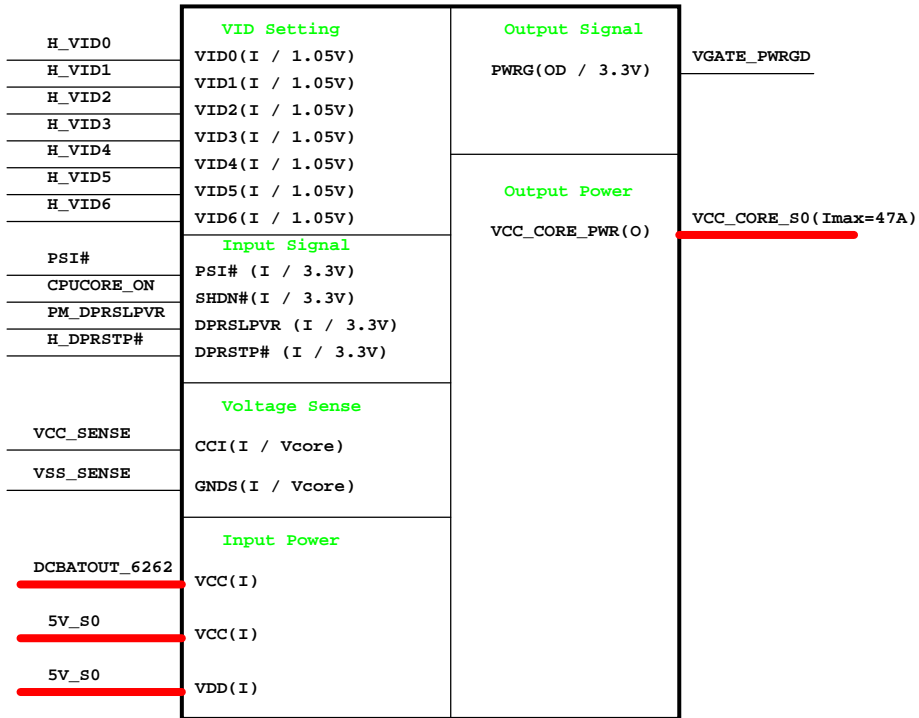 VID Setting
Output Signal
H_VID0
VID0(I / 1.05V)
VGATE_PWRGD
H_VID1
VID1(I / 1.05V)
PWRG(OD / 3.3V)
H_VID2
VID2(I / 1.05V)
H_VID3
VID3(I / 1.05V)
H_VID4
VID4(I / 1.05V)
H_VID5
VID5(I / 1.05V)
Output Power
H_VID6
VID6(I / 1.05V)
VCC_CORE_PWR(O)
VCC_CORE_S0(Imax=47A)
Input Signal
PSI#
PSI# (I / 3.3V)
CPUCORE_ON
SHDN#(I / 3.3V)
PM_DPRSLPVR
DPRSLPVR (I / 3.3V)
H_DPRSTP#
DPRSTP# (I / 3.3V)
Voltage Sense
VCC_SENSE
CCI(I / Vcore)
VSS_SENSE
GNDS(I / Vcore)
Input Power
DCBATOUT_6262
VCC(I)
5V_S0
VCC(I)
5V_S0
VDD(I)